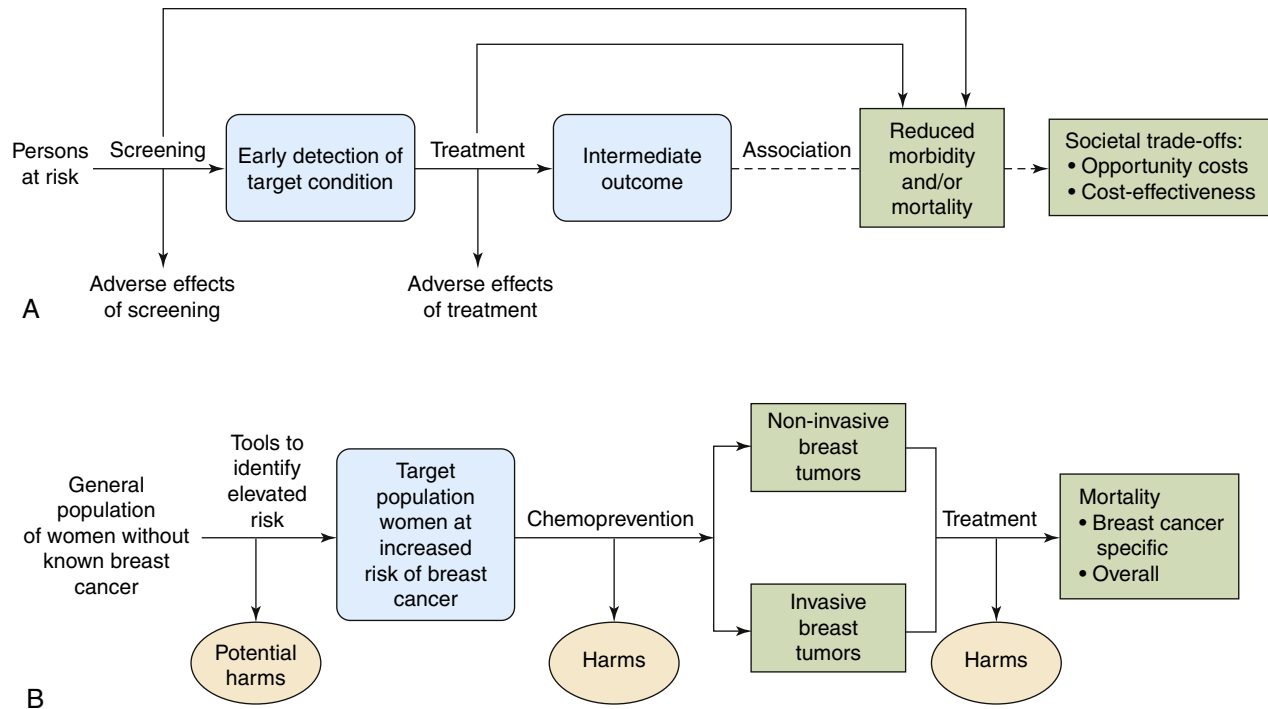 Persons
at risk
Screening
Early detection of
target condition
Treatment
Intermediate
outcome
Association
Reduced
morbidity
and/or
mortality
Societal trade-offs:
• Opportunity costs
• Cost-effectiveness
Adverse effects
of screening
Adverse effects
of treatment
A
General
population
of women without
known breast
cancer
Tools to
identify
elevated
risk
Target
population
women at
increased
risk of breast
cancer
Chemoprevention
Non-invasive
breast
tumors
Invasive
breast
tumors
Treatment
Mortality
• Breast cancer
specific
• Overall
Potential
harms
Harms
Harms
B